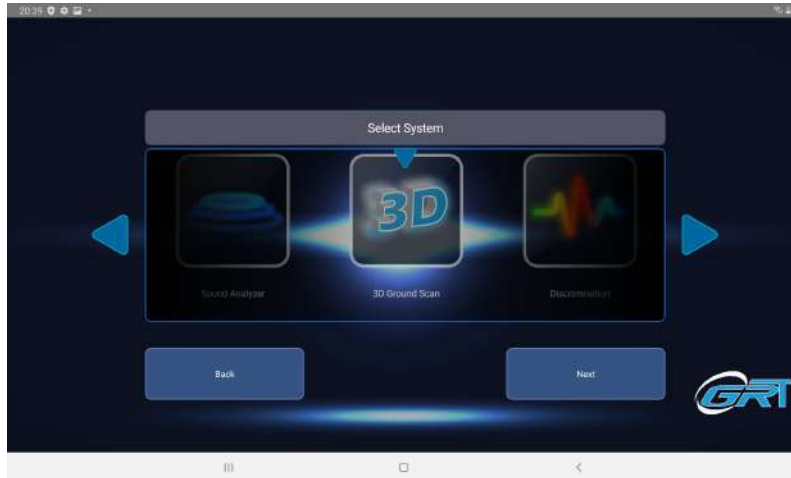 20:39
Select System
3D
Sound Analyzer
3D Ground Scan
Discrimination
Back
Next
GRT